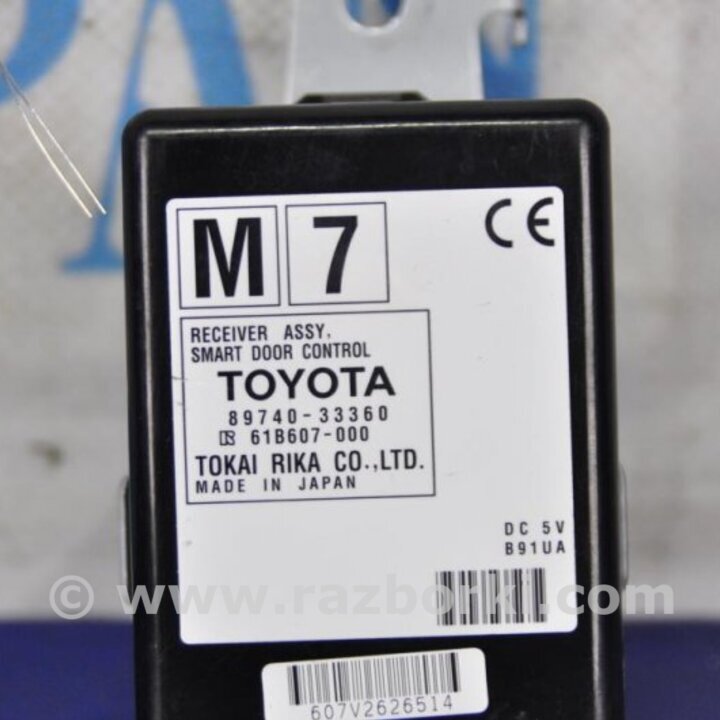 M 7
CE
RECEIVER ASSY,
SMART DOOR CONTROL
TOYOTA
89740-33360
61B607-000
TOKAI RIKA CO.,LTD.
MADE IN JAPAN
DC 5V
B91UA
© www.razborki.com
607V2626514